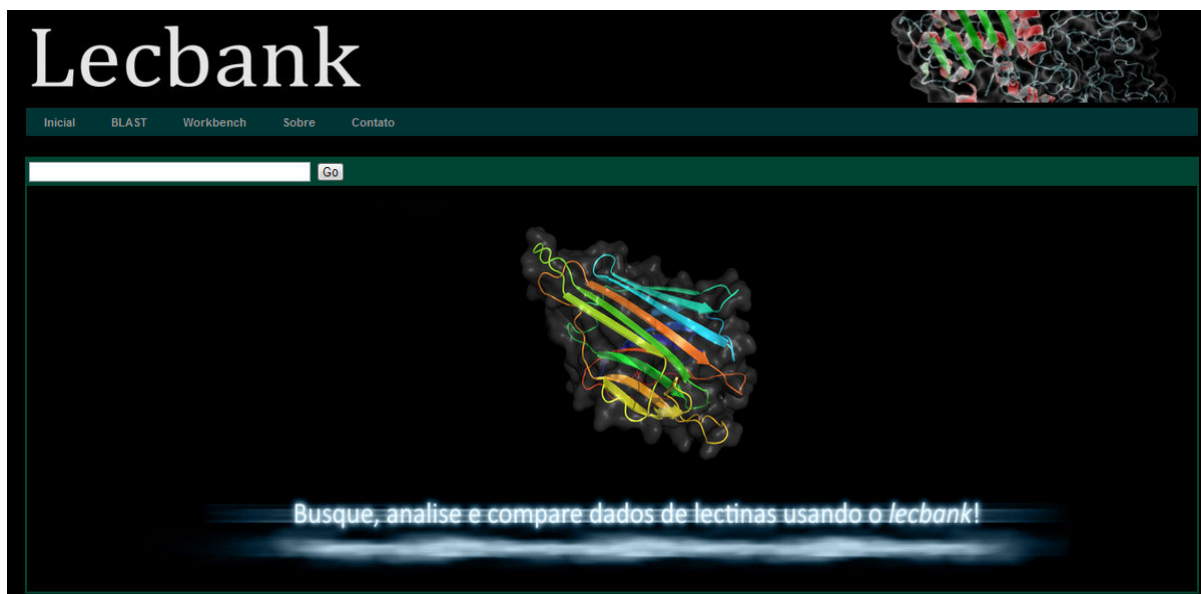 Lecbank
Inicial BLAST Workbench Sobre Contato
Go
Busque, analise e compare dados de lectinas usando o lecbank!